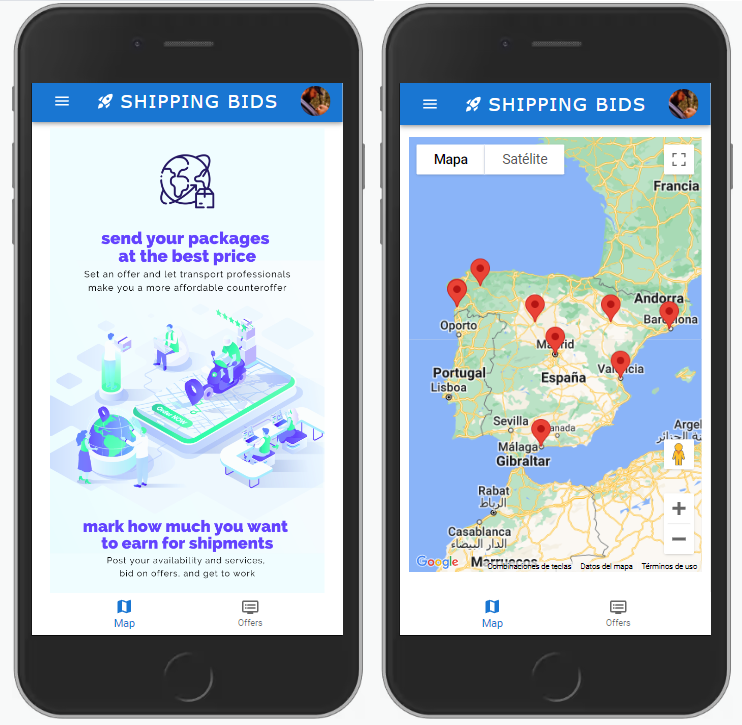 SHIPPING BIDS
send your packages
at the best price
Set an offer and let transport professionals
make you a more affordable counteroffer
ORDER NOW
mark how much you want
to earn for shipments
Post your availability and services,
bid on offers, and get to work
Map
Offers
SHIPPING BIDS
Mapa
Satélite
Francia
Andorra
Oporto
Madrid
Portugal
España
Lisboa
Sevilla
Málaga
Gibraltar
Rabat
الرباط
Casablanca
الدار البيضاء
Google
Combinaciones de teclas
Datos del mapa
Términos de uso
Map
Offers